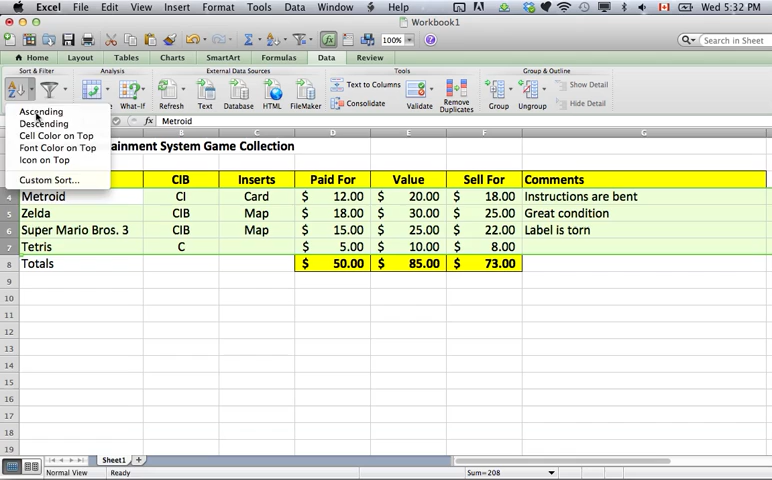 Excel File Edit View Insert Format Tools Data Window Help Wed 5:32 PM
Workbook1
100% Search in Sheet
Home Layout Tables Charts SmartArt Formulas Data Review
Sort & Filter Analysis External Data Sources Tools Group & Outline
What-If Refresh Text Database HTML FileMaker Text to Columns Consolidate Validate Remove Duplicates Group Ungroup Show Detail Hide Detail
fx Metroid
Ascending
Descending
Cell Color on Top
Font Color on Top
Icon on Top
Custom Sort...
B C D E F G
ainment System Game Collection
CIB Inserts Paid For Value Sell For Comments
4 Metroid CI Card $ 12.00 $ 20.00 $ 18.00 Instructions are bent
5 Zelda CIB Map $ 18.00 $ 30.00 $ 25.00 Great condition
6 Super Mario Bros. 3 CIB Map $ 15.00 $ 25.00 $ 22.00 Label is torn
7 Tetris C $ 5.00 $ 10.00 $ 8.00
8 Totals $ 50.00 $ 85.00 $ 73.00
9
10
11
12
13
14
15
16
17
18
19
Sheet1
Normal View Ready Sum=208